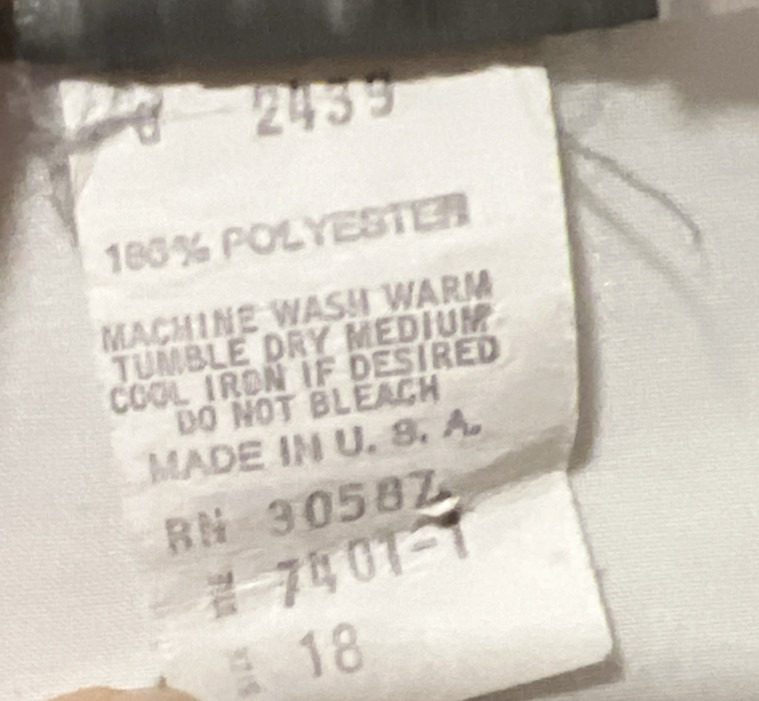 2439
100% POLYESTER
MACHINE WASH WARM
TUMBLE DRY MEDIUM
COOL IRON IF DESIRED
DO NOT BLEACH
MADE IN U. S. A.
RN 30587
7401-1
18